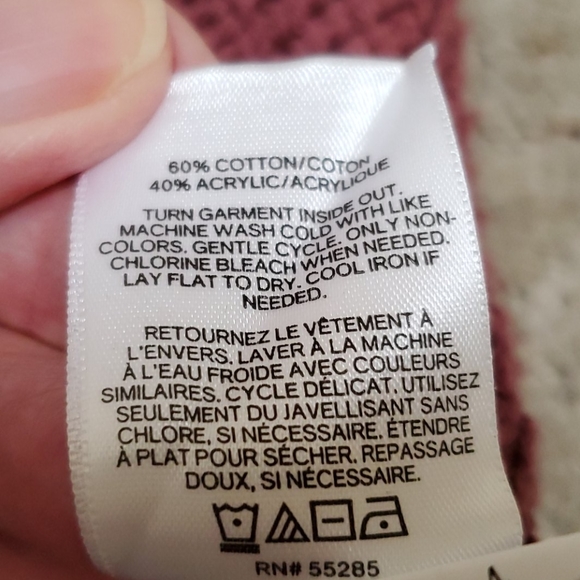 60% COTTON/COTON
40% ACRYLIC/ACRYLIQUE
TURN GARMENT INSIDE OUT.
MACHINE WASH COLD WITH LIKE
COLORS. GENTLE CYCLE. ONLY NON-
CHLORINE BLEACH WHEN NEEDED.
LAY FLAT TO DRY. COOL IRON IF
NEEDED.
RETOURNEZ LE VÊTEMENT À
L'ENVERS. LAVER À LA MACHINE
À L'EAU FROIDE AVEC COULEURS
SIMILAIRES. CYCLE DÉLICAT. UTILISEZ
SEULEMENT DU JAVELLISANT SANS
CHLORE, SI NÉCESSAIRE. ÉTENDRE
À PLAT POUR SÉCHER. REPASSAGE
DOUX, SI NÉCESSAIRE.
RN# 55285